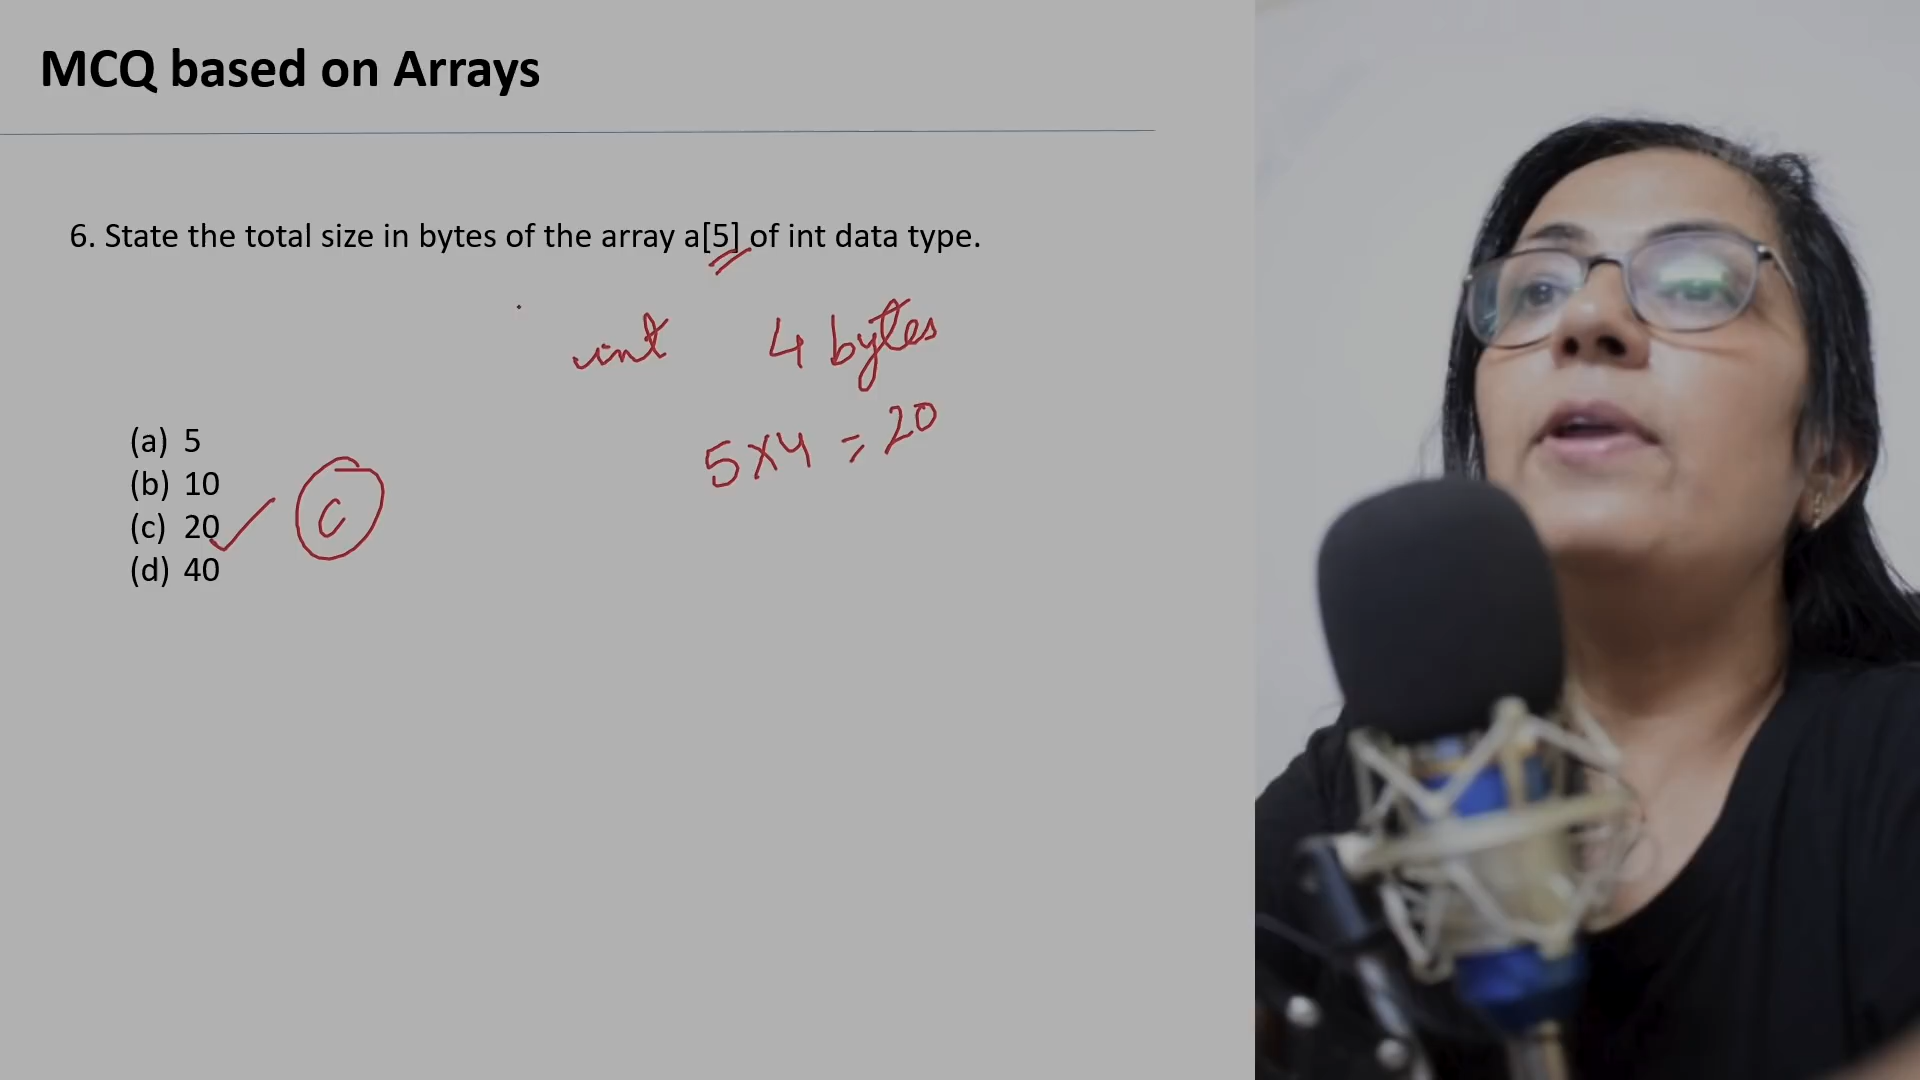 MCQ based on Arrays
6. State the total size in bytes of the array a[5] of int data type.
int 4 bytes
5x4 = 20
(a) 5
(b) 10
(c) 20
(d) 40
C